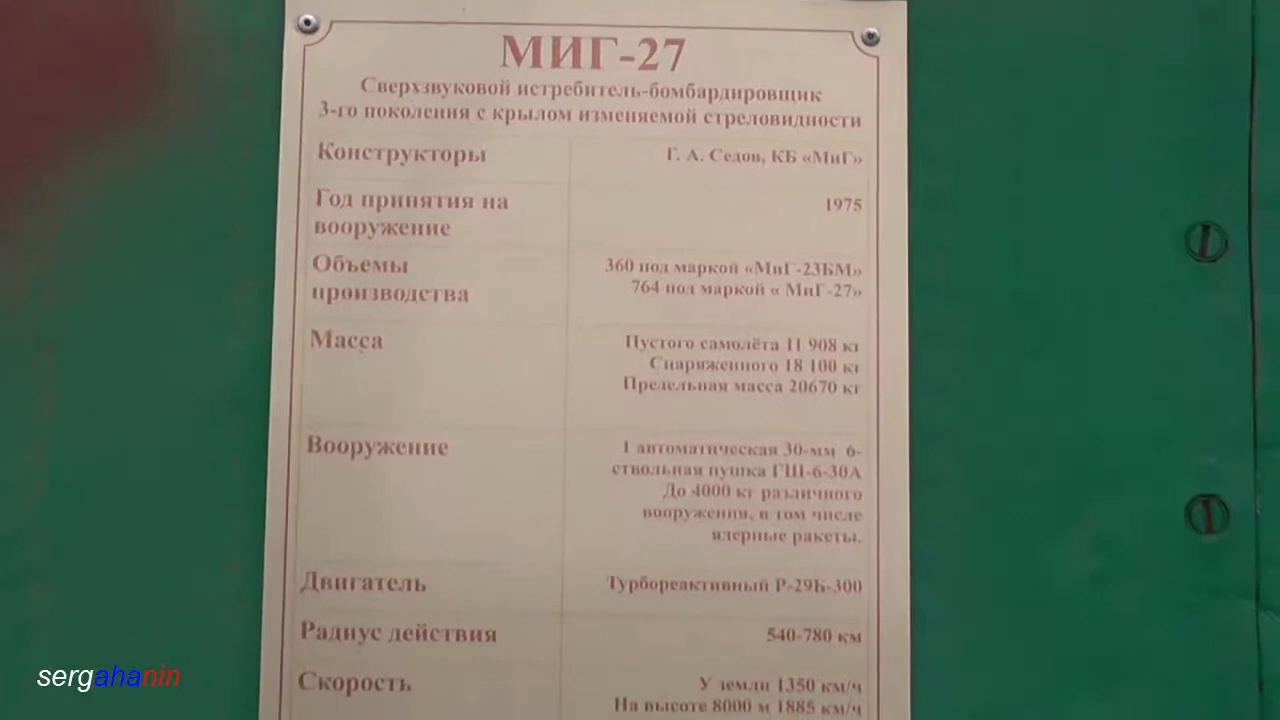 МИГ-27
Сверхзвуковой истребитель-бомбардировщик
3-го поколения с крылом изменяемой стреловидности
Конструкторы
Г. А. Седов, КБ «МиГ»
Год принятия на
вооружение
1975
Объемы
производства
360 под маркой «МиГ-23БМ»
764 под маркой « МиГ-27»
Масса
Пустого самолёта 11 908 кг
Снаряженного 18 100 кг
Предельная масса 20670 кг
Вооружение
1 автоматическая 30-мм 6-
ствольная пушка ГШ-6-30А
До 4000 кг различного
вооружения, в том числе
ядерные ракеты.
Двигатель
Турбореактивный Р-29Б-300
Радиус действия
540-780 км
Скорость
У земли 1350 км/ч
На высоте 8000 м 1885 км/ч
sergahanin